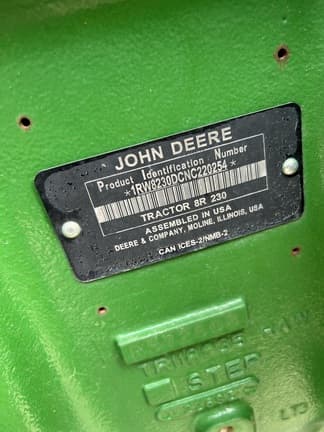 JOHN DEERE
Product Identification Number
*1RW8230DCNC220254*
TRACTOR 8R 230
ASSEMBLED IN USA
DEERE & COMPANY, MOLINE, ILLINOIS, USA
CAN ICES-2/NMB-2
STEP